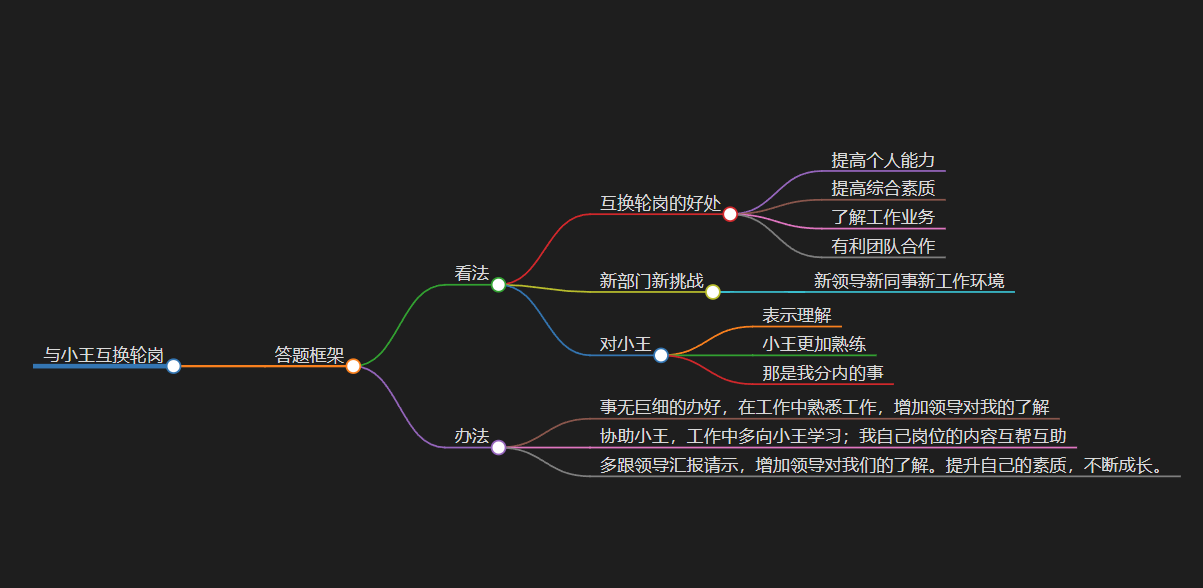 与小王互换轮岗
答题框架
看法
互换轮岗的好处
提高个人能力
提高综合素质
了解工作业务
有利团队合作
新部门新挑战
新领导新同事新工作环境
对小王
表示理解
小王更加熟练
那是我分内的事
办法
事无巨细的办好，在工作中熟悉工作，增加领导对我的了解
协助小王，工作中多向小王学习；我自己岗位的内容互帮互助
多跟领导汇报请示，增加领导对我们的了解。提升自己的素质，不断成长。